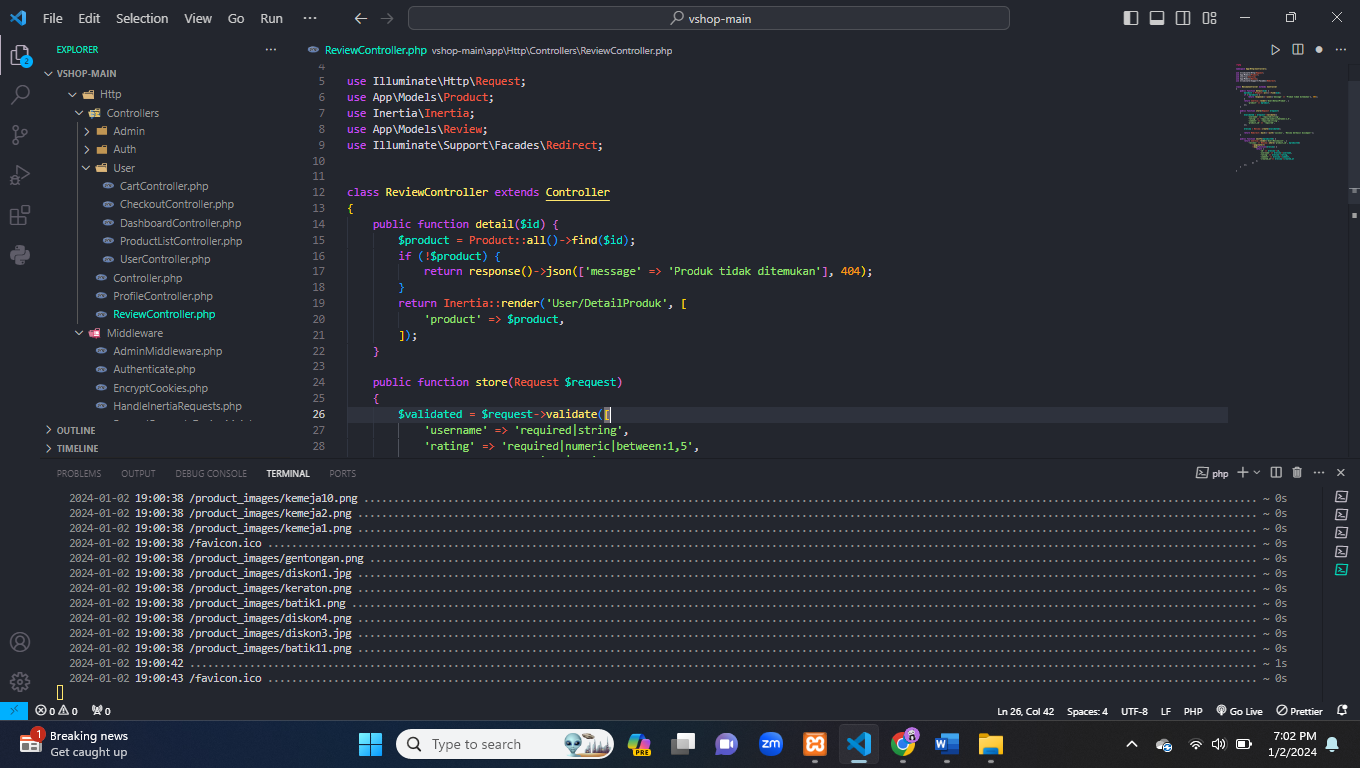 File Edit Selection View Go Run ··· vshop-main
EXPLORER ···
VSHOP-MAIN
Http
Controllers
Admin
Auth
User
CartController.php
CheckoutController.php
DashboardController.php
ProductListController.php
UserController.php
Controller.php
ProfileController.php
ReviewController.php
Middleware
AdminMiddleware.php
Authenticate.php
EncryptCookies.php
HandleInertiaRequests.php
OUTLINE
TIMELINE
ReviewController.php vshop-main\app\Http\Controllers\ReviewController.php
4
5 use Illuminate\Http\Request;
6 use App\Models\Product;
7 use Inertia\Inertia;
8 use App\Models\Review;
9 use Illuminate\Support\Facades\Redirect;
10
11
12 class ReviewController extends Controller
13 {
14 public function detail($id) {
15 $product = Product::all()->find($id);
16 if (!$product) {
17 return response()->json(['message' => 'Produk tidak ditemukan'], 404);
18 }
19 return Inertia::render('User/DetailProduk', [
20 'product' => $product,
21 ]);
22 }
23
24 public function store(Request $request)
25 {
26 $validated = $request->validate([
27 'username' => 'required|string',
28 'rating' => 'required|numeric|between:1,5',
PROBLEMS OUTPUT DEBUG CONSOLE TERMINAL PORTS php
2024-01-02 19:00:38 /product_images/kemeja10.png ~ 0s
2024-01-02 19:00:38 /product_images/kemeja2.png ~ 0s
2024-01-02 19:00:38 /product_images/kemeja1.png ~ 0s
2024-01-02 19:00:38 /favicon.ico ~ 0s
2024-01-02 19:00:38 /product_images/gentongan.png ~ 0s
2024-01-02 19:00:38 /product_images/diskon1.jpg ~ 0s
2024-01-02 19:00:38 /product_images/keraton.png ~ 0s
2024-01-02 19:00:38 /product_images/batik1.png ~ 0s
2024-01-02 19:00:38 /product_images/diskon4.png ~ 0s
2024-01-02 19:00:38 /product_images/diskon3.jpg ~ 0s
2024-01-02 19:00:38 /product_images/batik11.png ~ 0s
2024-01-02 19:00:42 ~ 1s
2024-01-02 19:00:43 /favicon.ico ~ 0s
0 0 0 Ln 26, Col 42 Spaces: 4 UTF-8 LF PHP Go Live Prettier
1 Breaking news
Get caught up
Type to search
PRE
zm
7:02 PM
1/2/2024